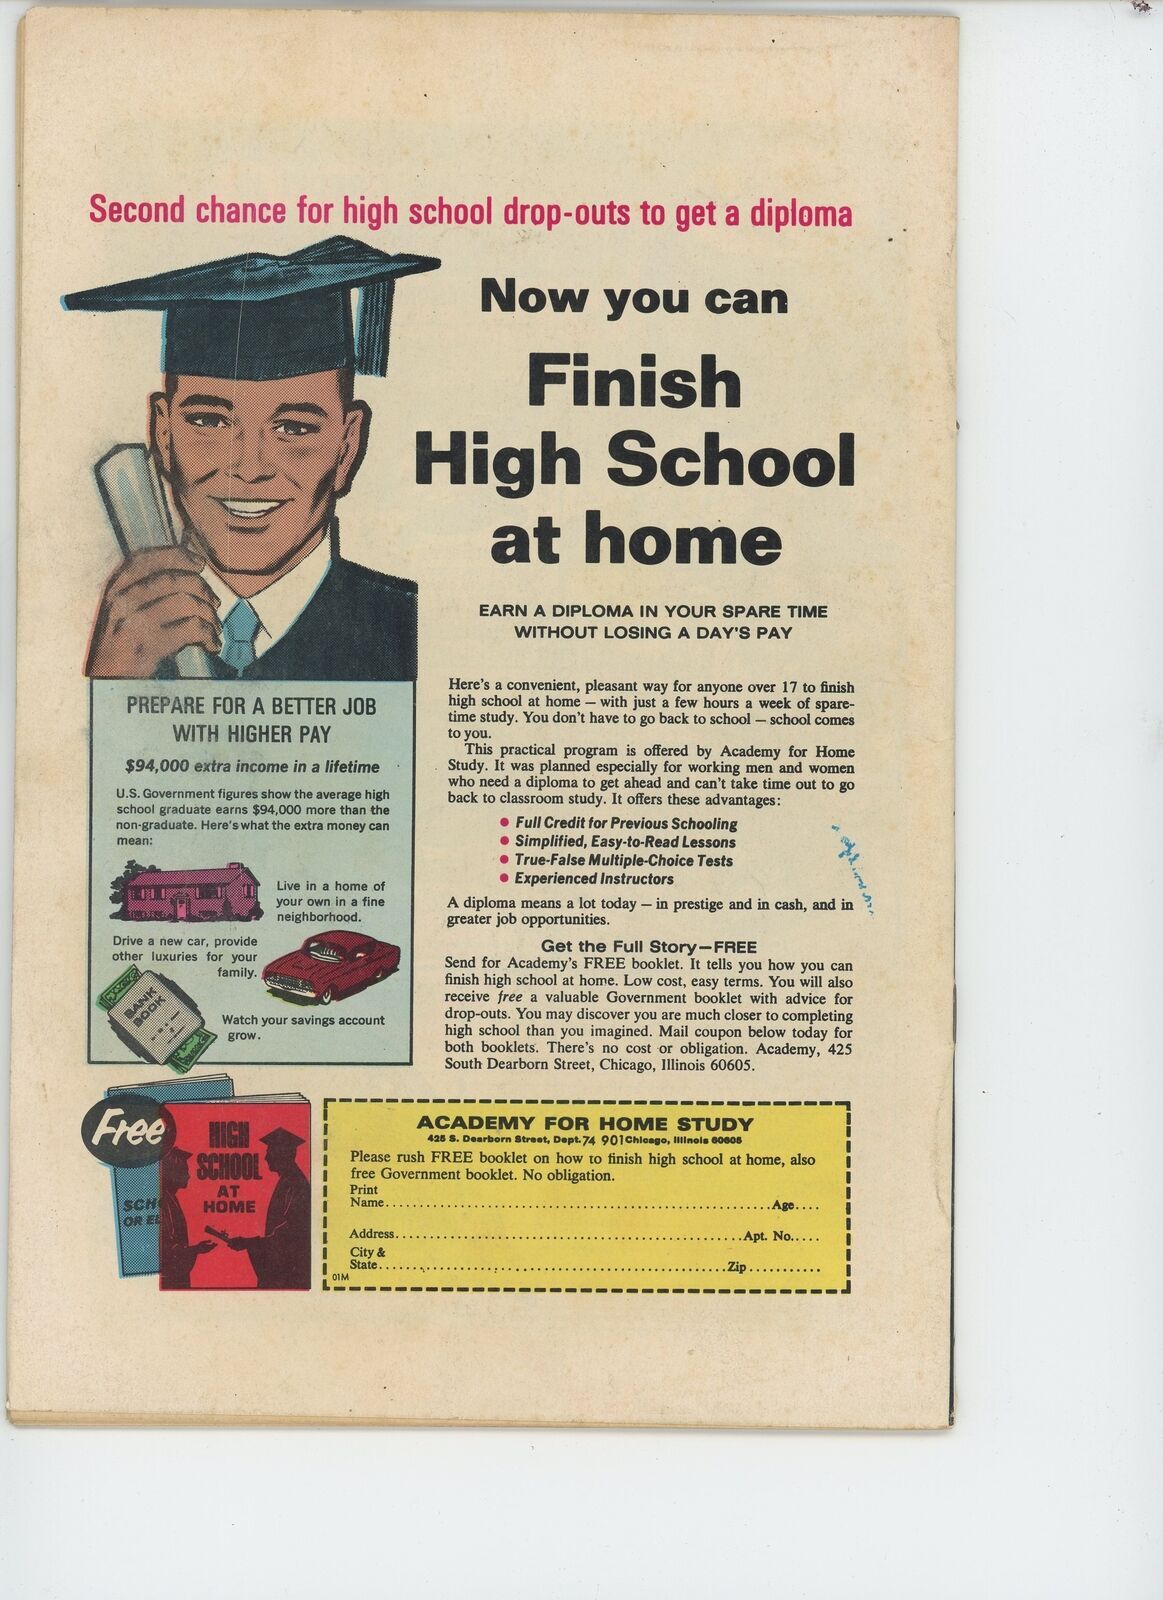 Second chance for high school drop-outs to get a diploma
Now you can
Finish
High School
at home
EARN A DIPLOMA IN YOUR SPARE TIME
WITHOUT LOSING A DAY'S PAY
PREPARE FOR A BETTER JOB
WITH HIGHER PAY
$94,000 extra income in a lifetime
U.S. Government figures show the average high
school graduate earns $94,000 more than the
non-graduate. Here's what the extra money can
mean:
Live in a home of
your own in a fine
neighborhood.
Drive a new car, provide
other luxuries for your
family.
BANK
BOOK
Watch your savings account
grow.
Here's a convenient, pleasant way for anyone over 17 to finish
high school at home — with just a few hours a week of spare-
time study. You don't have to go back to school — school comes
to you.
This practical program is offered by Academy for Home
Study. It was planned especially for working men and women
who need a diploma to get ahead and can't take time out to go
back to classroom study. It offers these advantages:
• Full Credit for Previous Schooling
• Simplified, Easy-to-Read Lessons
• True-False Multiple-Choice Tests
• Experienced Instructors
A diploma means a lot today — in prestige and in cash, and in
greater job opportunities.
Get the Full Story—FREE
Send for Academy's FREE booklet. It tells you how you can
finish high school at home. Low cost, easy terms. You will also
receive free a valuable Government booklet with advice for
drop-outs. You may discover you are much closer to completing
high school than you imagined. Mail coupon below today for
both booklets. There's no cost or obligation. Academy, 425
South Dearborn Street, Chicago, Illinois 60605.
Free
SCH
OR EL
HIGH
SCHOOL
AT
HOME
ACADEMY FOR HOME STUDY
425 S. Dearborn Street, Dept. 74 901 Chicago, Illinois 60605
Please rush FREE booklet on how to finish high school at home, also
free Government booklet. No obligation.
Print
Name.......................................................Age....
Address..................................................Apt. No.....
City &
State..................................................Zip...........
01M